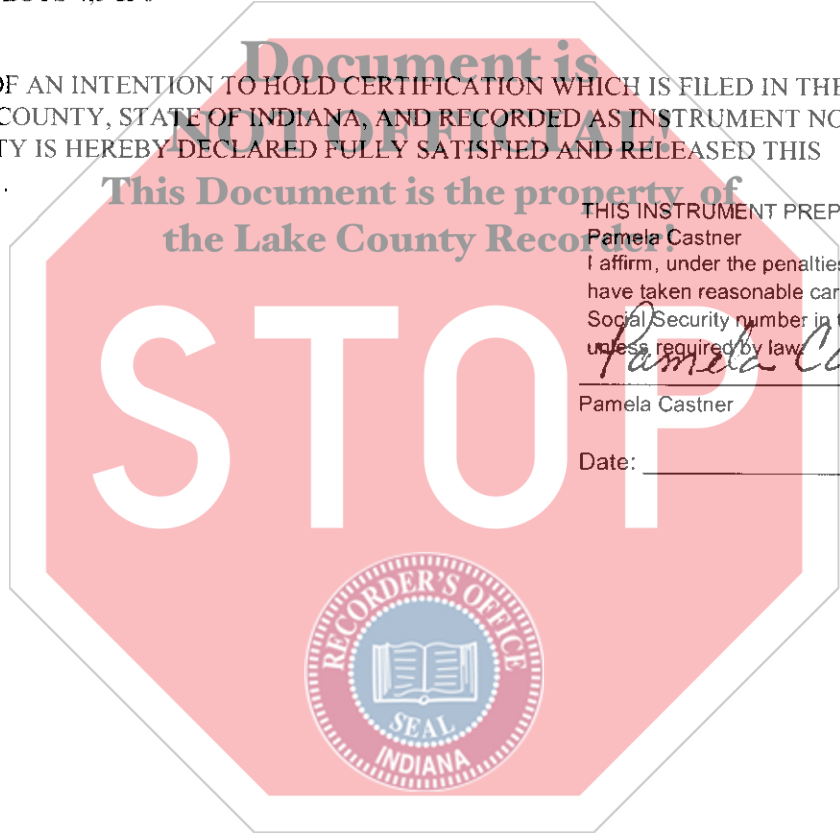 Document is
OF AN INTENTION TO HOLD CERTIFICATION WHICH IS FILED IN THE
COUNTY, STATE OF INDIANA, AND RECORDED AS INSTRUMENT NO
NOT OFFICIAL!
TY IS HEREBY DECLARED FULLY SATISFIED AND RELEASED THIS
This Document is the property of
the Lake County Recorder!
THIS INSTRUMENT PREP
Pamela Castner
I affirm, under the penalties
have taken reasonable car
Social Security number in t
unless required by law.
Pamela Ca
Pamela Castner
Date:
STOP
RECORDER'S OFFICE
SEAL
INDIANA